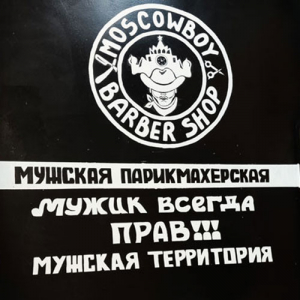 MOSCOWBOY
BARBER SHOP
МУЖСКАЯ ПАРИКМАХЕРСКАЯ
МУЖИК ВСЕГДА
ПРАВ!!!
МУЖСКАЯ ТЕРРИТОРИЯ